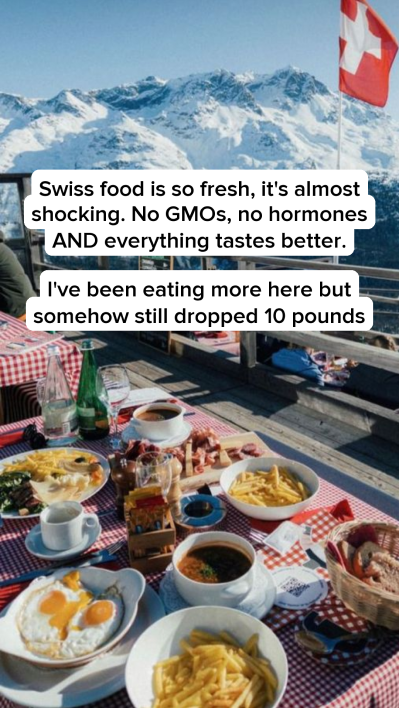 Swiss food is so fresh, it's almost
shocking. No GMOs, no hormones
AND everything tastes better.
I've been eating more here but
somehow still dropped 10 pounds